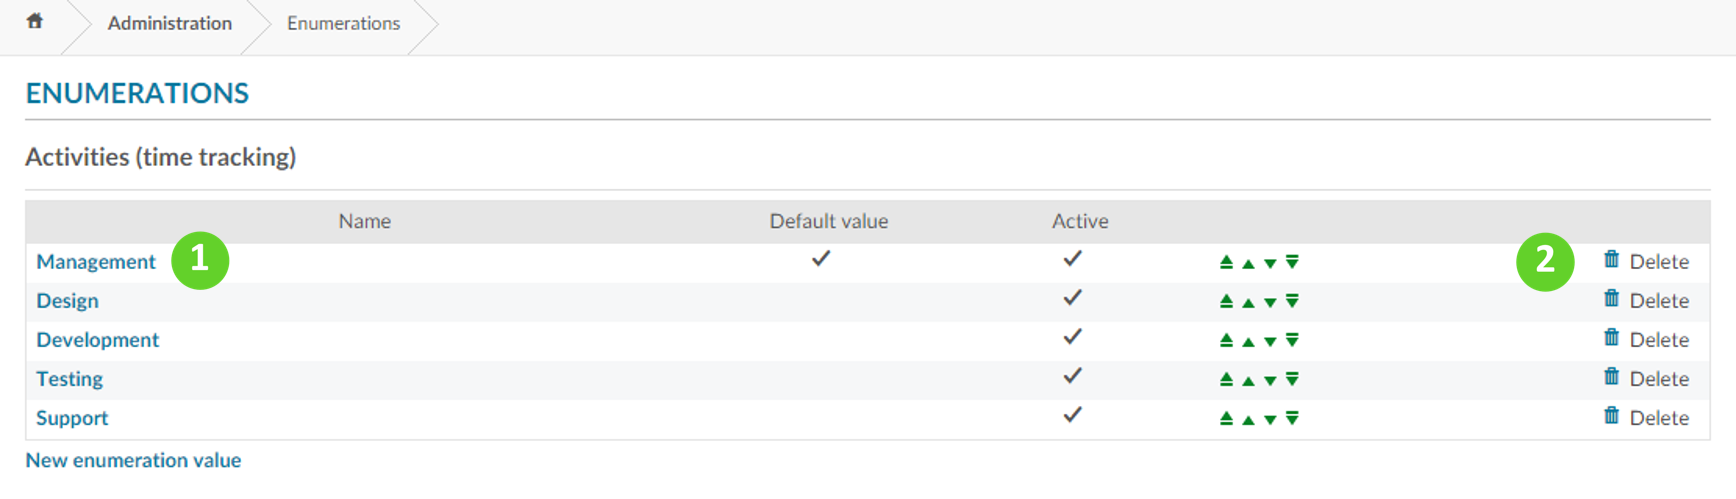 Administration Enumerations
ENUMERATIONS
Activities (time tracking)
Name Default value Active
Management 1 2 Delete
Design Delete
Development Delete
Testing Delete
Support Delete
New enumeration value